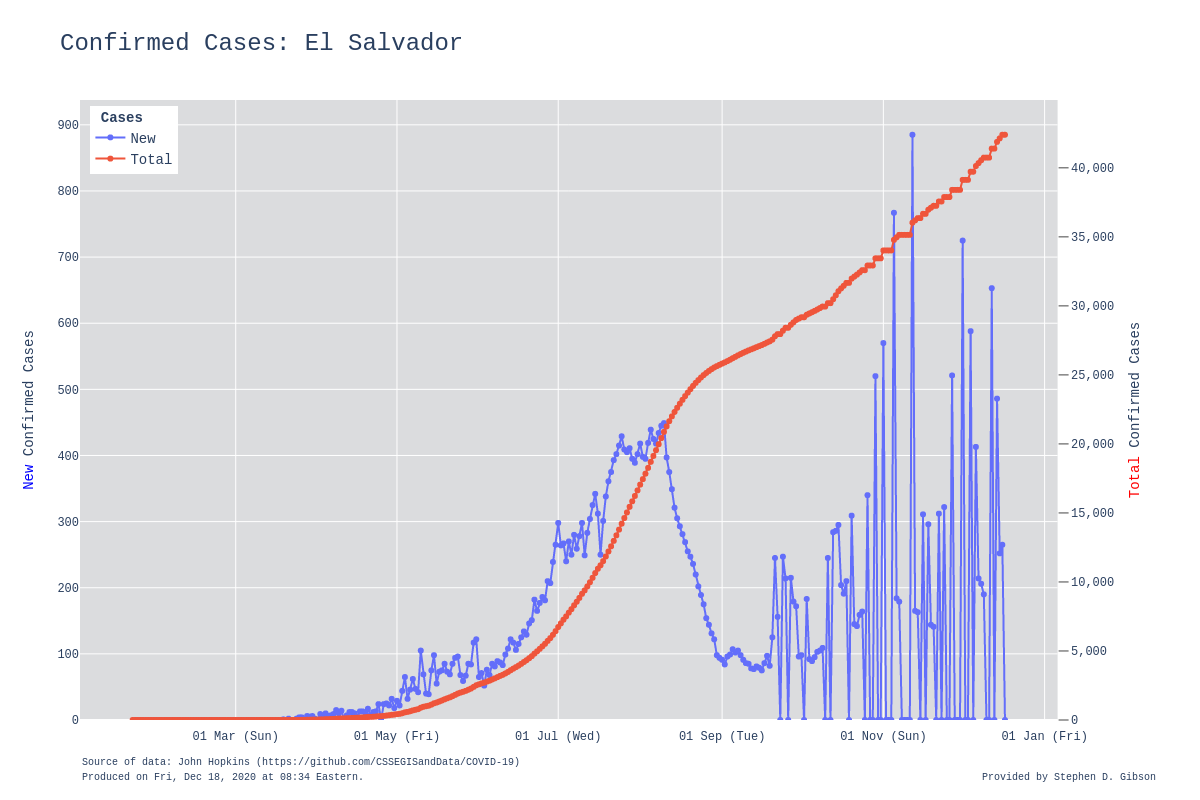 Confirmed Cases: El Salvador
Cases
New
Total
900
800
700
600
500
400
300
200
100
0
New Confirmed Cases
40,000
35,000
30,000
25,000
20,000
15,000
10,000
5,000
0
Total Confirmed Cases
01 Mar (Sun) 01 May (Fri) 01 Jul (Wed) 01 Sep (Tue) 01 Nov (Sun) 01 Jan (Fri)
Source of data: John Hopkins (https://github.com/CSSEGISandData/COVID-19)
Produced on Fri, Dec 18, 2020 at 08:34 Eastern.
Provided by Stephen D. Gibson